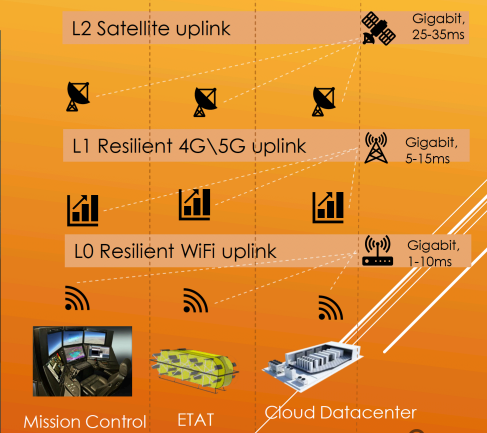 L2 Satellite uplink
Gigabit,
25-35ms
L1 Resilient 4G\5G uplink
Gigabit,
5-15ms
L0 Resilient WiFi uplink
Gigabit,
1-10ms
Mission Control
ETAT
Cloud Datacenter